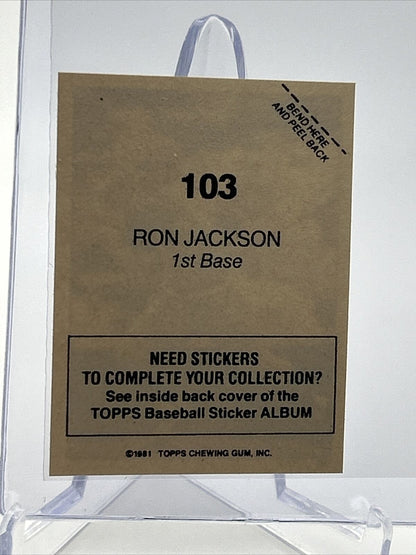 BEND HERE
AND PEEL BACK
103
RON JACKSON
1st Base
NEED STICKERS
TO COMPLETE YOUR COLLECTION?
See inside back cover of the
TOPPS Baseball Sticker ALBUM
©1981 TOPPS CHEWING GUM, INC.